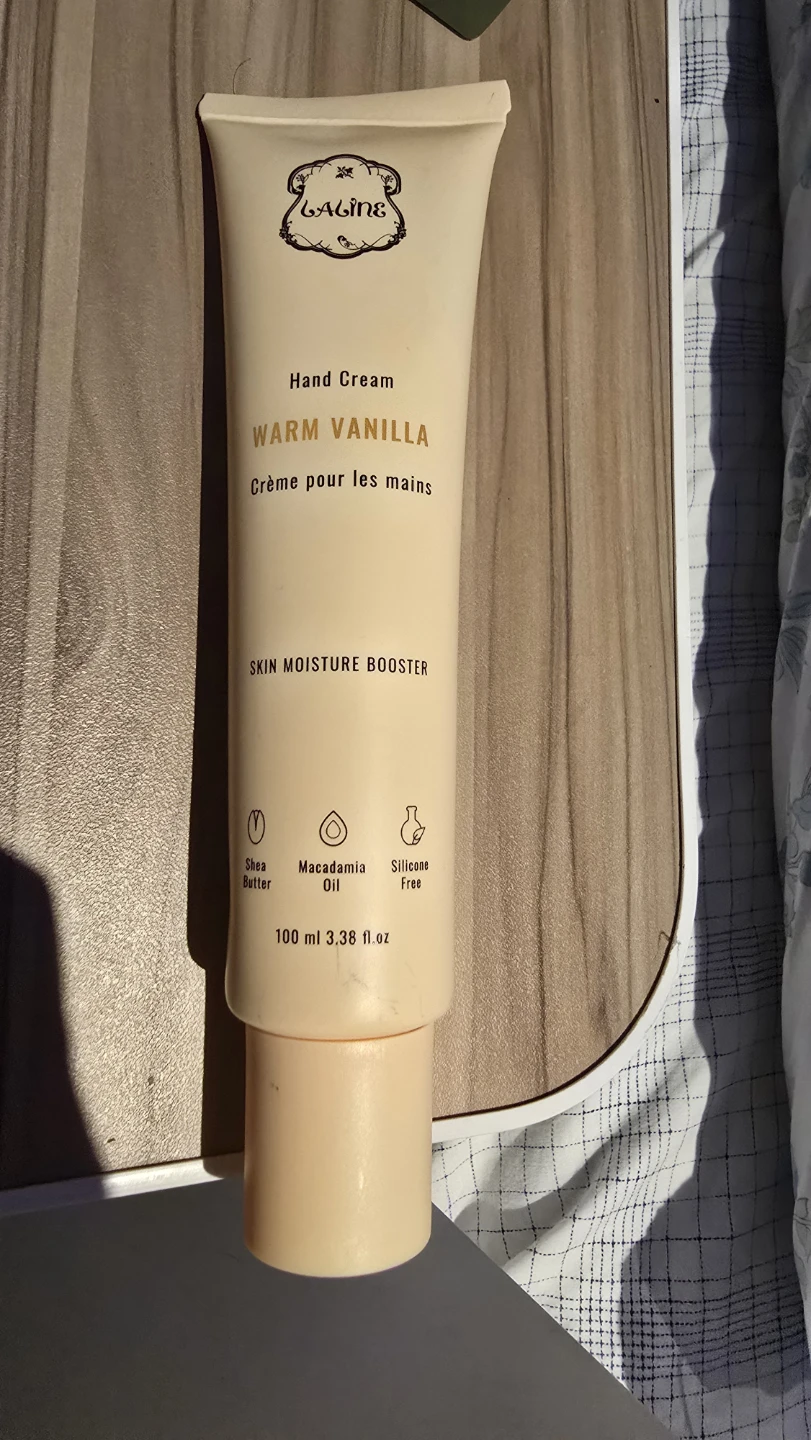 LALINE
Hand Cream
WARM VANILLA
Crème pour les mains
SKIN MOISTURE BOOSTER
Shea Butter
Macadamia Oil
Silicone Free
100 ml 3.38 fl.oz